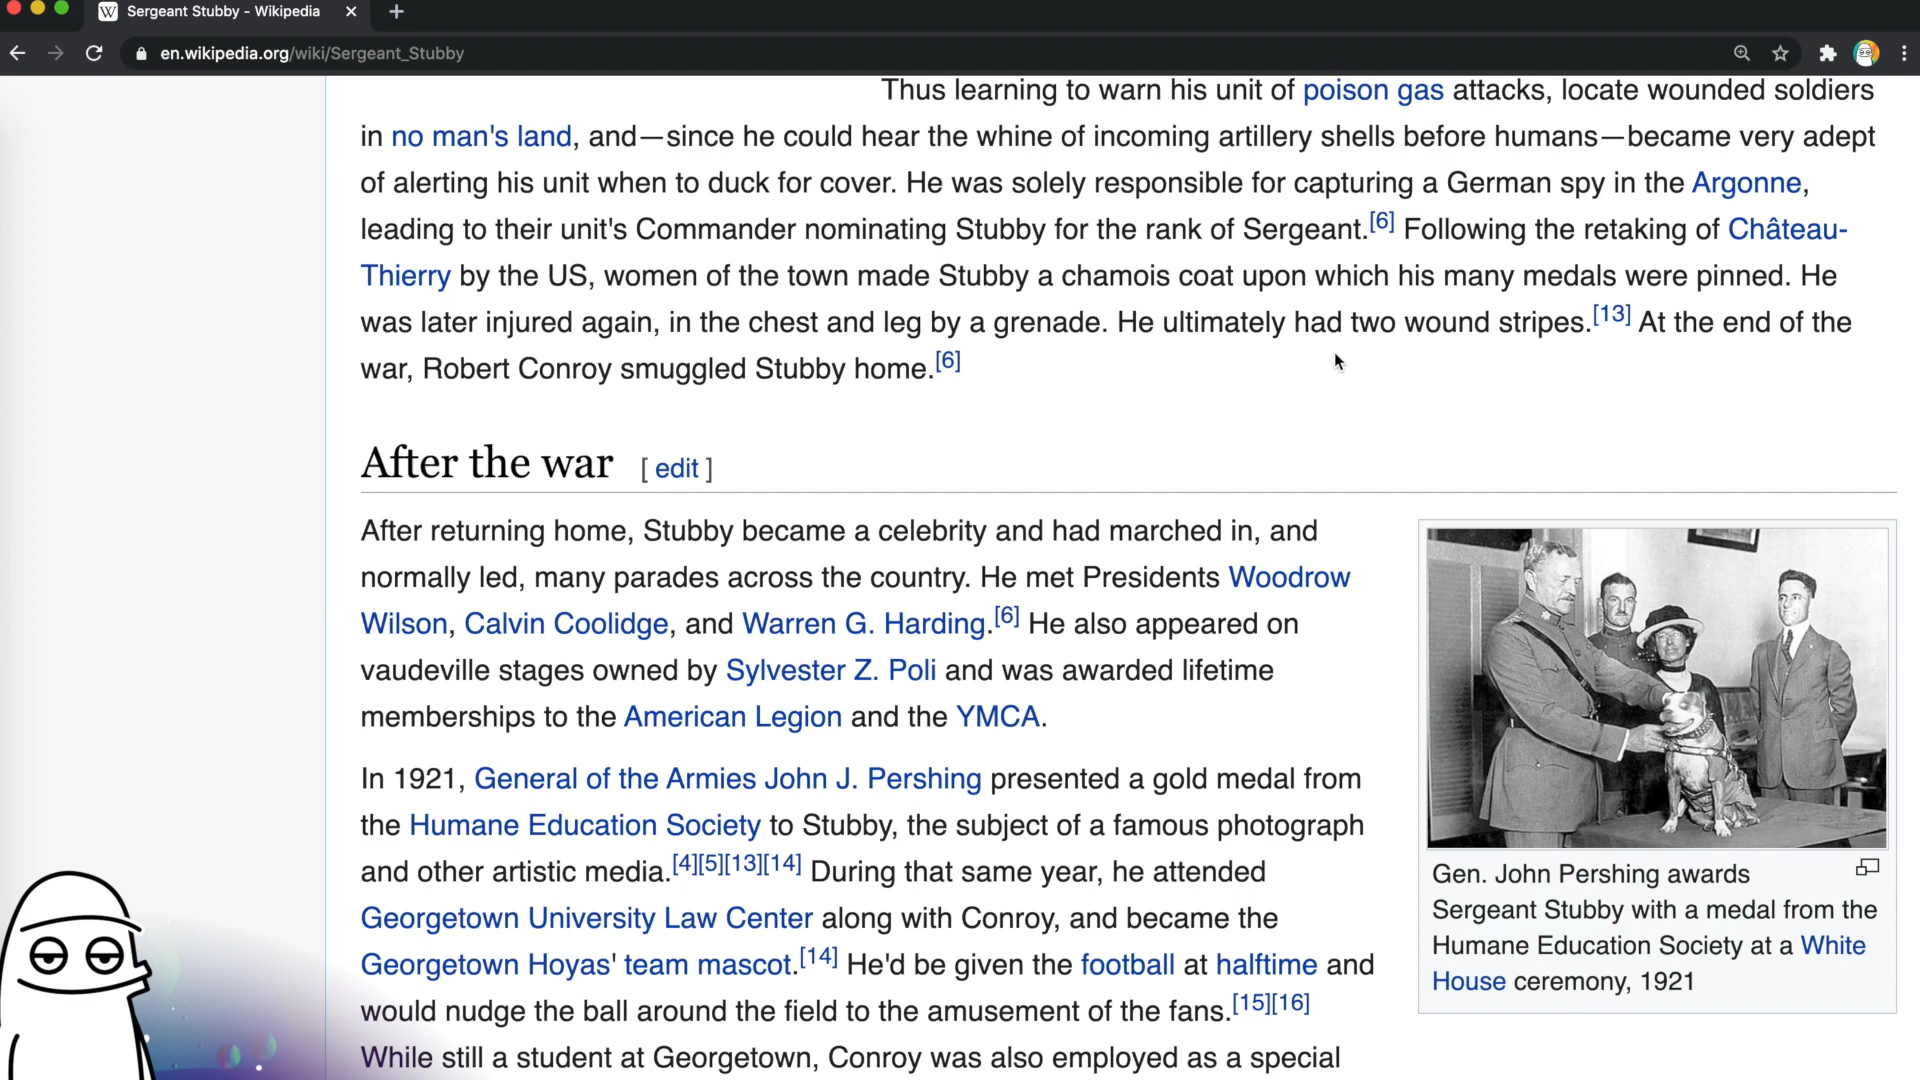 Sergeant Stubby - Wikipedia
en.wikipedia.org/wiki/Sergeant_Stubby
Thus learning to warn his unit of poison gas attacks, locate wounded soldiers
in no man's land, and—since he could hear the whine of incoming artillery shells before humans—became very adept
of alerting his unit when to duck for cover. He was solely responsible for capturing a German spy in the Argonne,
leading to their unit's Commander nominating Stubby for the rank of Sergeant.[6] Following the retaking of Château-
Thierry by the US, women of the town made Stubby a chamois coat upon which his many medals were pinned. He
was later injured again, in the chest and leg by a grenade. He ultimately had two wound stripes.[13] At the end of the
war, Robert Conroy smuggled Stubby home.[6]
After the war [ edit ]
After returning home, Stubby became a celebrity and had marched in, and
normally led, many parades across the country. He met Presidents Woodrow
Wilson, Calvin Coolidge, and Warren G. Harding.[6] He also appeared on
vaudeville stages owned by Sylvester Z. Poli and was awarded lifetime
memberships to the American Legion and the YMCA.
In 1921, General of the Armies John J. Pershing presented a gold medal from
the Humane Education Society to Stubby, the subject of a famous photograph
and other artistic media.[4][5][13][14] During that same year, he attended
Georgetown University Law Center along with Conroy, and became the
Georgetown Hoyas' team mascot.[14] He'd be given the football at halftime and
would nudge the ball around the field to the amusement of the fans.[15][16]
While still a student at Georgetown, Conroy was also employed as a special
Gen. John Pershing awards
Sergeant Stubby with a medal from the
Humane Education Society at a White
House ceremony, 1921